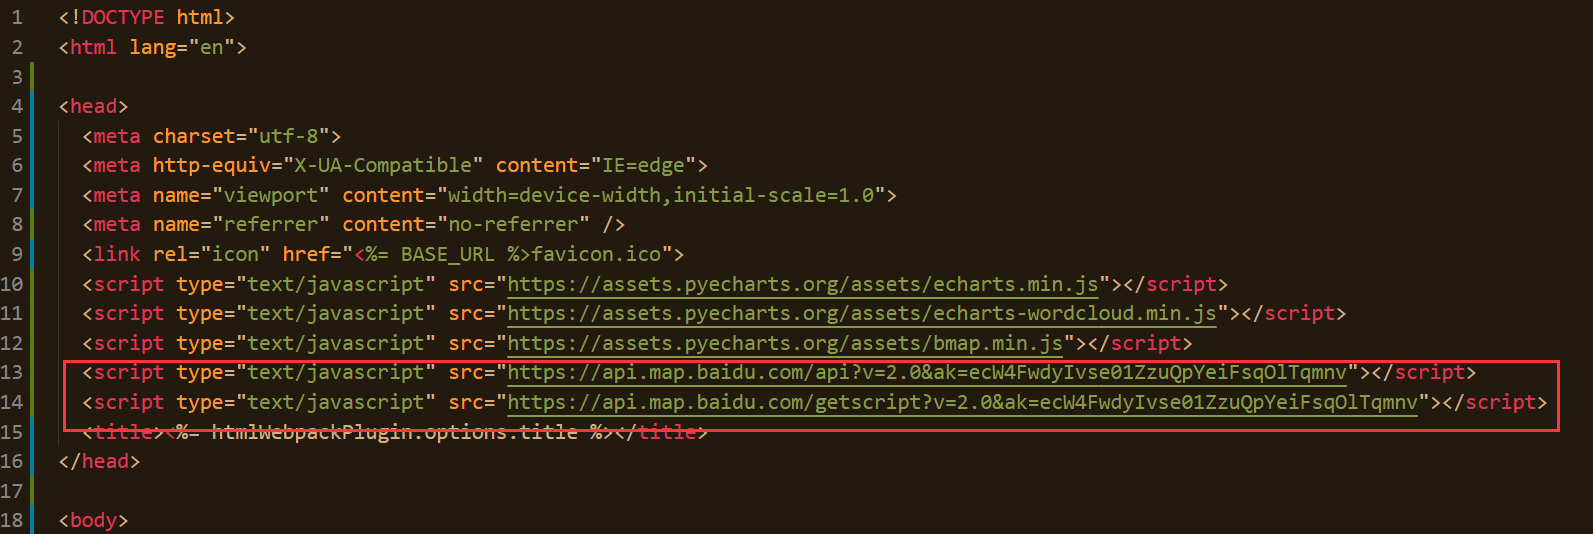 1 <!DOCTYPE html>
2 <html lang="en">
3
4 <head>
5 <meta charset="utf-8">
6 <meta http-equiv="X-UA-Compatible" content="IE=edge">
7 <meta name="viewport" content="width=device-width,initial-scale=1.0">
8 <meta name="referrer" content="no-referrer" />
9 <link rel="icon" href="<%= BASE_URL %>favicon.ico">
10 <script type="text/javascript" src="https://assets.pyecharts.org/assets/echarts.min.js"></script>
11 <script type="text/javascript" src="https://assets.pyecharts.org/assets/echarts-wordcloud.min.js"></script>
12 <script type="text/javascript" src="https://assets.pyecharts.org/assets/bmap.min.js"></script>
13 <script type="text/javascript" src="https://api.map.baidu.com/api?v=2.0&ak=ecW4FwdyIvse01ZzuQpYeiFsqOlTqmnv"></script>
14 <script type="text/javascript" src="https://api.map.baidu.com/getscript?v=2.0&ak=ecW4FwdyIvse01ZzuQpYeiFsqOlTqmnv"></script>
15 <title><%= htmlWebpackPlugin.options.title %></title>
16 </head>
17
18 <body>